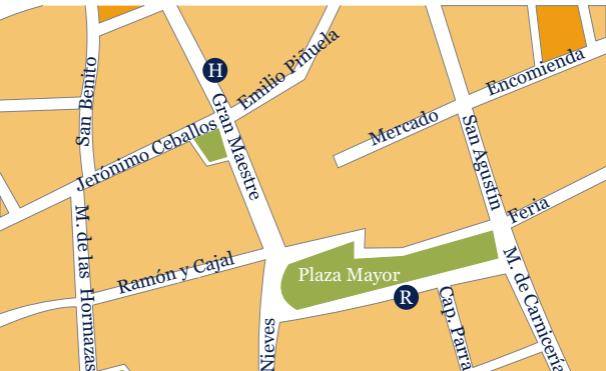 H
Emilio Piñuela
San Benito
Encomienda
Gran Maestre
Mercado
Jerónimo Ceballos
San Agustín
Feria
M. de las Hormazas
Ramón y Cajal
Plaza Mayor
M. de Carnicería
R
Cap. Parra
Nieves